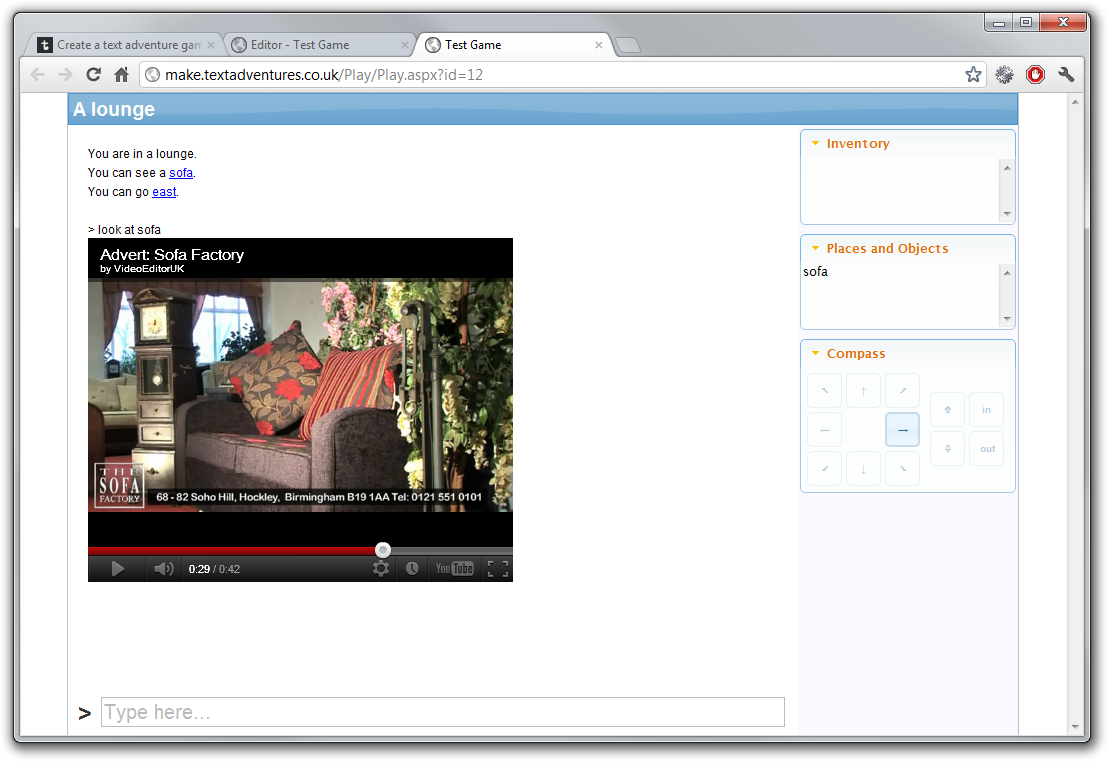 Create a text adventure gam
Editor - Test Game
Test Game
make.textadventures.co.uk/Play/Play.aspx?id=12
A lounge
You are in a lounge.
You can see a sofa.
You can go east.
> look at sofa
Advert: Sofa Factory
by VideoEditorUK
THE
SOFA
FACTORY
68 - 82 Soho Hill, Hockley, Birmingham B19 1AA Tel: 0121 551 0101
0:29 / 0:42
YouTube
> Type here...
Inventory
Places and Objects
sofa
Compass
in
out